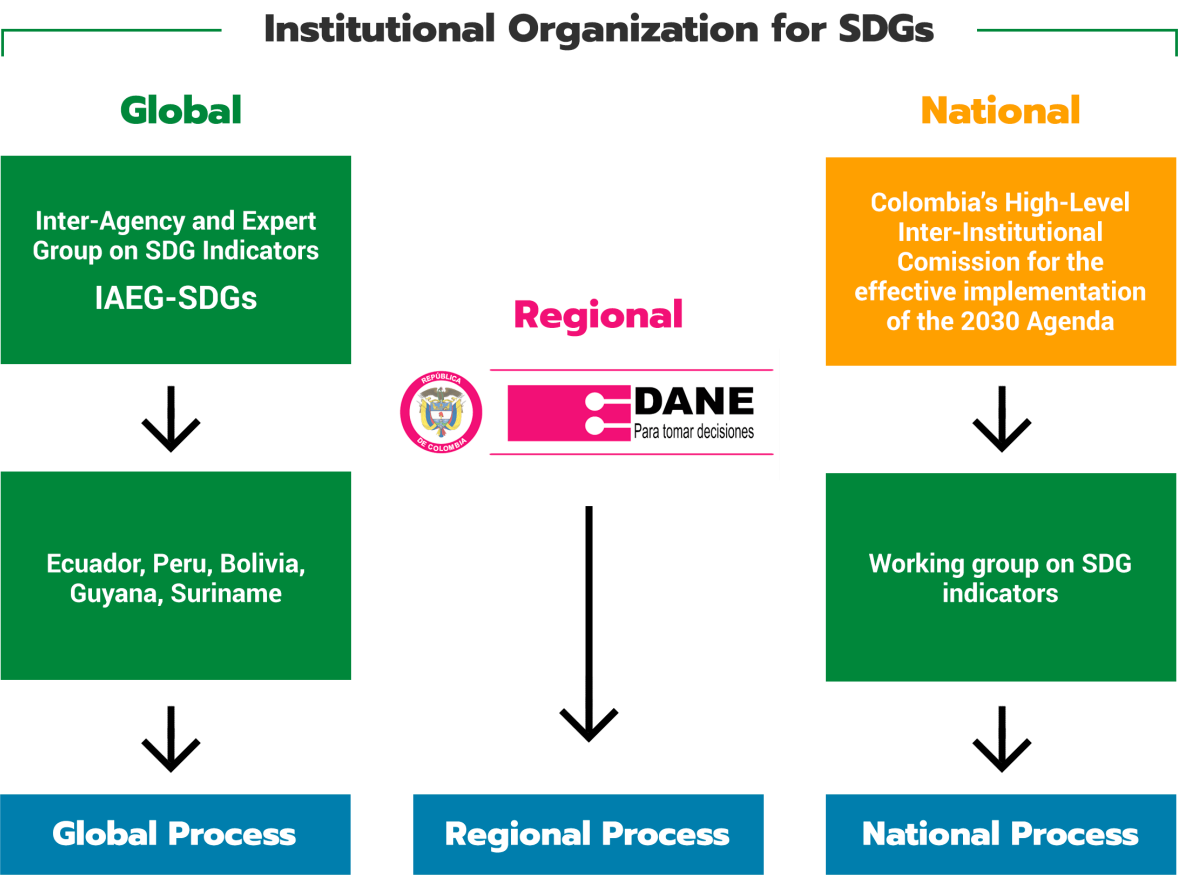 Institutional Organization for SDGs
Global
Inter-Agency and Expert
Group on SDG Indicators
IAEG-SDGs
Ecuador, Peru, Bolivia,
Guyana, Suriname
Global Process
Regional
REPÚBLICA
DE COLOMBIA
DANE
Para tomar decisiones
Regional Process
National
Colombia’s High-Level
Inter-Institutional
Comission for the
effective implementation
of the 2030 Agenda
Working group on SDG
indicators
National Process